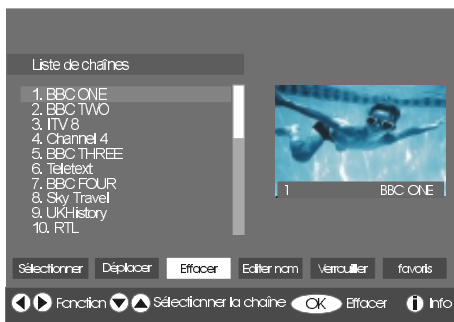 Liste de chaînes
1. BBC ONE
2. BBC TWO
3. ITV 8
4. Channel 4
5. BBC THREE
6. Teletext
7. BBC FOUR
8. Sky Travel
9. UKHistory
10. RTL
1 BBC ONE
Sélectionner Déplacer Effacer Editer nom Verrouiller favoris
Fonction Sélectionner la chaîne OK Effacer i Info